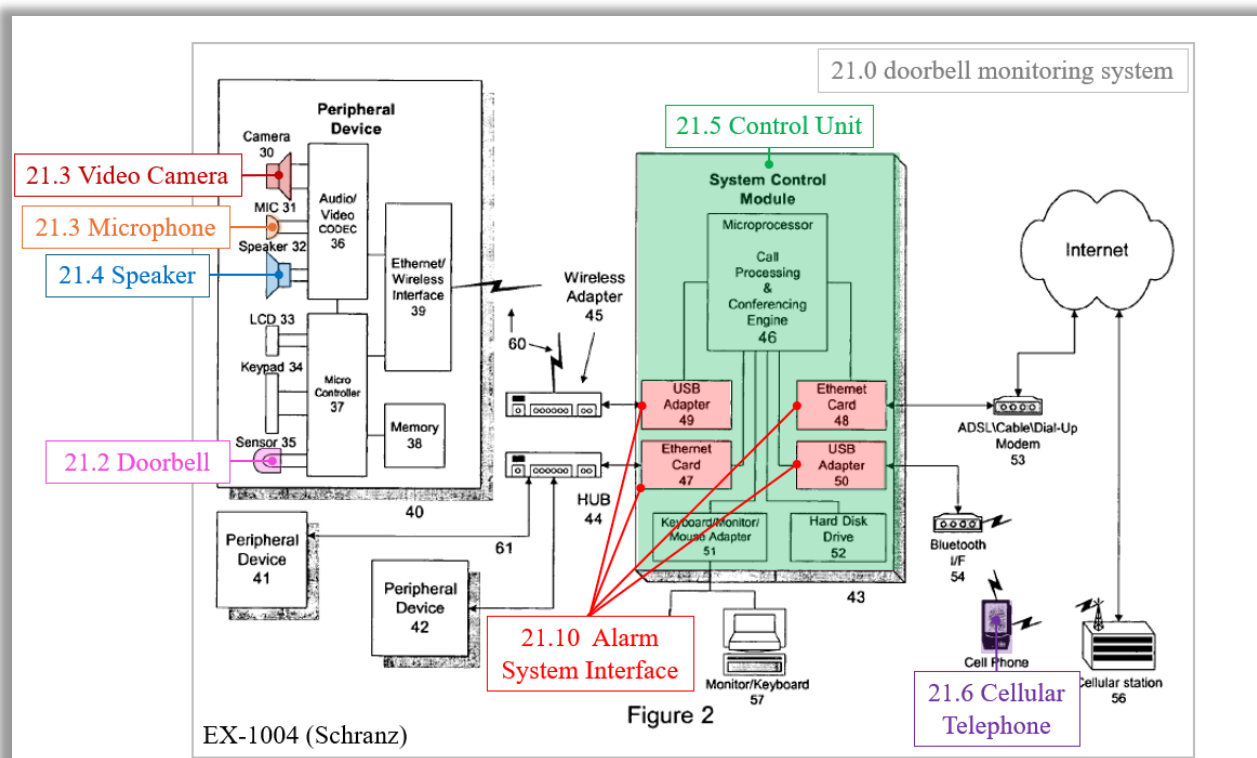 21.0 doorbell monitoring system
Peripheral
Device
Camera
30
21.3 Video Camera
MIC 31
21.3 Microphone
Speaker 32
21.4 Speaker
Audio/
Video
CODEC
36
Ethernet/
Wireless
Interface
39
LCD 33
Keypad 34
Micro
Controller
37
Memory
38
Sensor 35
21.2 Doorbell
40
Peripheral
Device
41
61
Peripheral
Device
42
Wireless
Adapter
45
60
HUB
44
21.5 Control Unit
System Control
Module
Microprocessor
Call
Processing
&
Conferencing
Engine
46
USB
Adapter
49
Ethernet
Card
48
Ethernet
Card
47
USB
Adapter
50
Keyboard/Monitor/
Mouse Adapter
51
Hard Disk
Drive
52
43
21.10 Alarm
System Interface
Monitor/Keyboard
57
Internet
ADSL\Cable\Dial-Up
Modem
53
Bluetooth
I/F
54
Cell Phone
21.6 Cellular
Telephone
Cellular station
56
Figure 2
EX-1004 (Schranz)